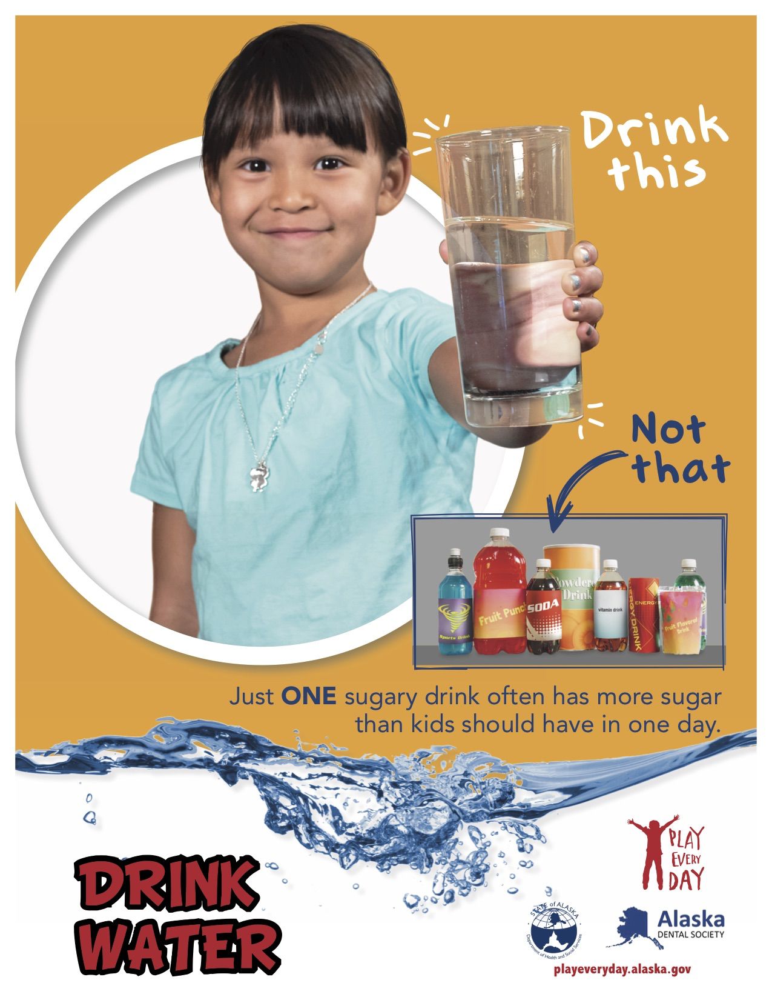 Drink
this
Not
that
Sports Drink
Fruit Punch
SODA
Powdered
Drink
vitamin drink
ENERGY
ENERGY DRINK
Fruit Flavored
Drink
Just ONE sugary drink often has more sugar
than kids should have in one day.
DRINK
WATER
PLAY
EVERY
DAY
STATE of ALASKA
Department of Health and Social Services
Alaska
DENTAL SOCIETY
playeveryday.alaska.gov